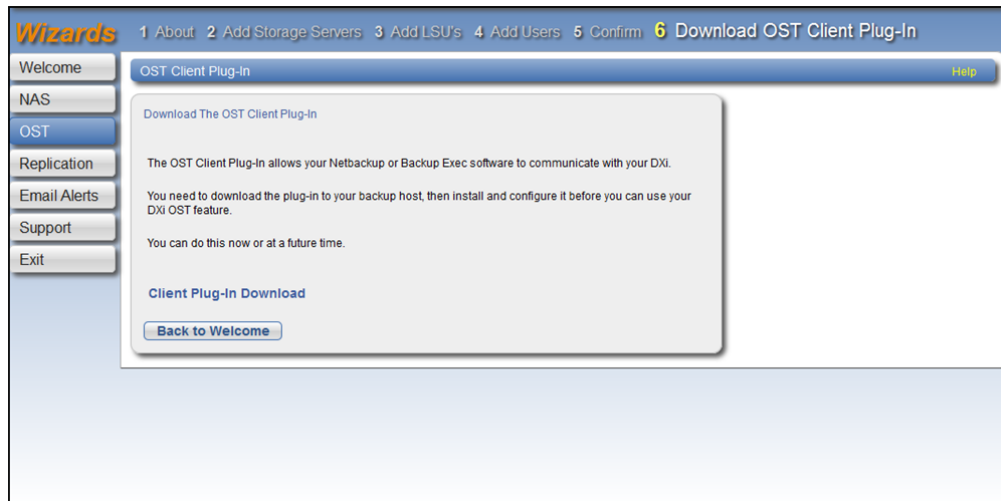 Wizards
1 About 2 Add Storage Servers 3 Add LSU's 4 Add Users 5 Confirm 6 Download OST Client Plug-In
Welcome
NAS
OST
Replication
Email Alerts
Support
Exit
OST Client Plug-In
Help
Download The OST Client Plug-In
The OST Client Plug-In allows your Netbackup or Backup Exec software to communicate with your DXi.
You need to download the plug-in to your backup host, then install and configure it before you can use your
DXi OST feature.
You can do this now or at a future time.
Client Plug-In Download
Back to Welcome